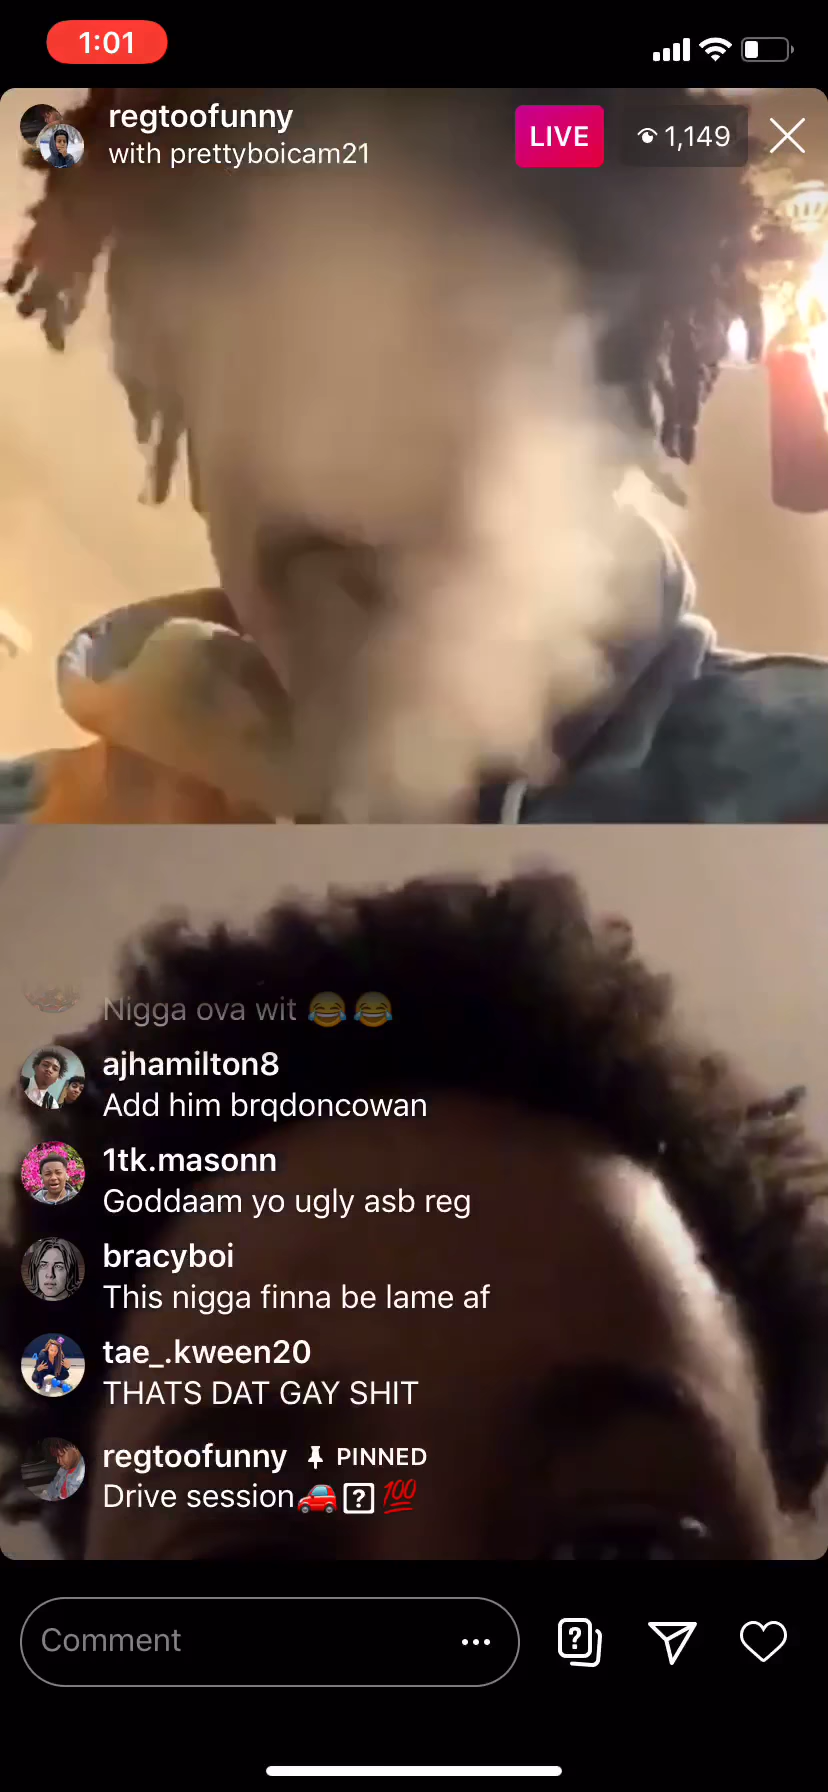 1:01
regtoofunny
with prettyboicam21
LIVE
1,149
Nigga ova wit 😂😂
ajhamilton8
Add him brqdoncowan
1tk.masonn
Goddaam yo ugly asb reg
bracyboi
This nigga finna be lame af
tae_.kween20
THATS DAT GAY SHIT
regtoofunny PINNED
Drive session🚗⍰💯
Comment